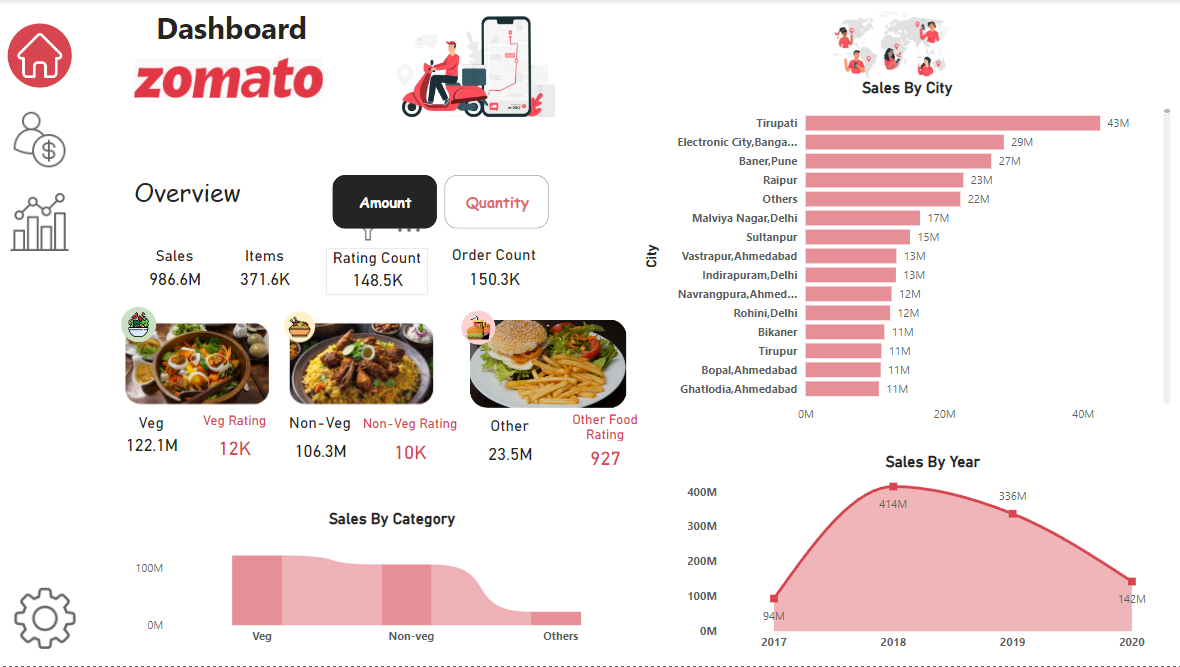 Dashboard
zomato
Overview
Amount
Quantity
Sales
986.6M
Items
371.6K
Rating Count
148.5K
Order Count
150.3K
Veg
122.1M
Veg Rating
12K
Non-Veg
106.3M
Non-Veg Rating
10K
Other
23.5M
Other Food
Rating
927
Sales By Category
100M
0M
Veg
Non-veg
Others
Sales By City
City
Tirupati 43M
Electronic City,Banga... 29M
Baner,Pune 27M
Raipur 23M
Others 22M
Malviya Nagar,Delhi 17M
Sultanpur 15M
Vastrapur,Ahmedabad 13M
Indirapuram,Delhi 13M
Navrangpura,Ahmed... 12M
Rohini,Delhi 12M
Bikaner 11M
Tirupur 11M
Bopal,Ahmedabad 11M
Ghatlodia,Ahmedabad 11M
0M 20M 40M
Sales By Year
400M
300M
200M
100M
0M
94M
414M
336M
142M
2017 2018 2019 2020